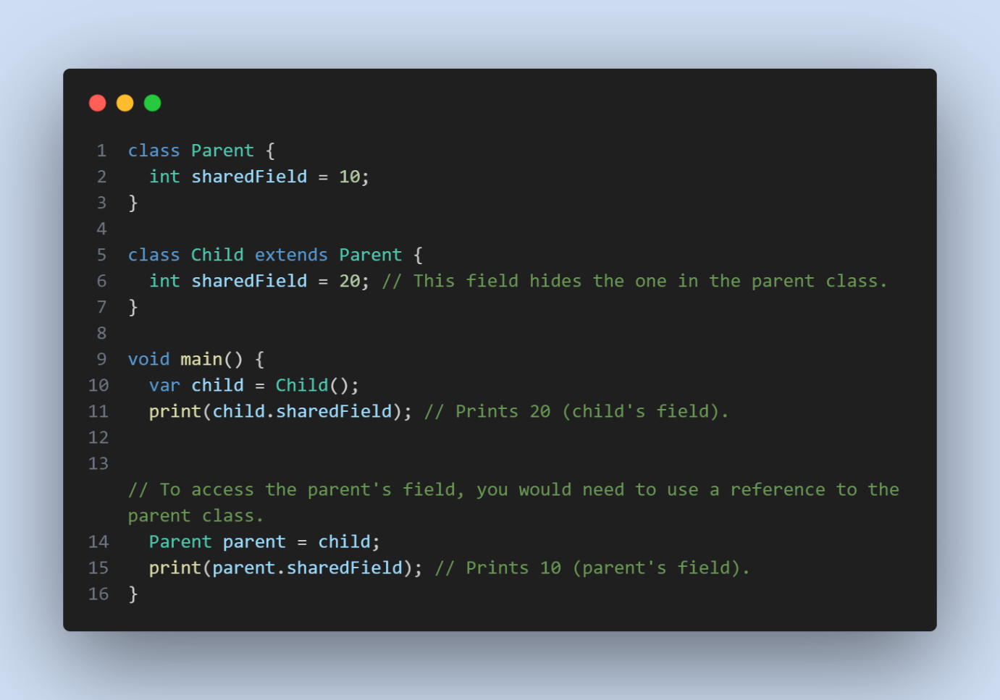 1 class Parent {
2   int sharedField = 10;
3 }
4
5 class Child extends Parent {
6   int sharedField = 20; // This field hides the one in the parent class.
7 }
8
9 void main() {
10   var child = Child();
11   print(child.sharedField); // Prints 20 (child's field).
12
13
// To access the parent's field, you would need to use a reference to the
parent class.
14   Parent parent = child;
15   print(parent.sharedField); // Prints 10 (parent's field).
16 }